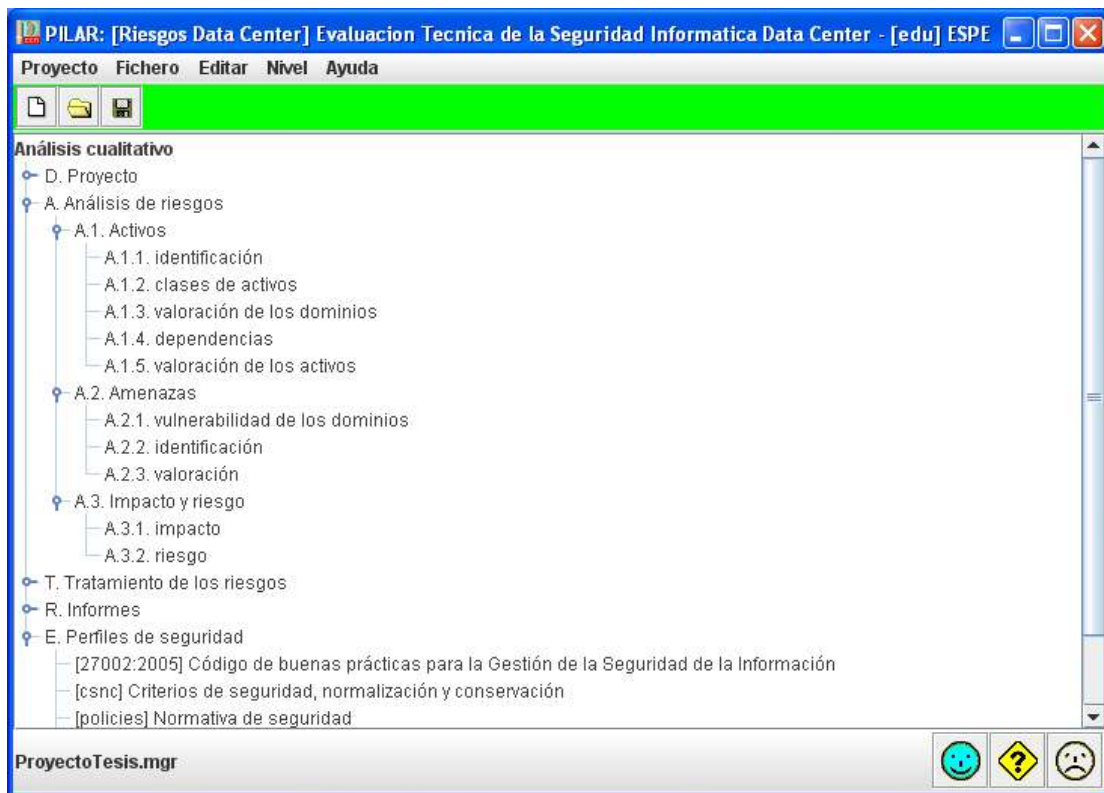 PILAR: [Riesgos Data Center] Evaluacion Tecnica de la Seguridad Informatica Data Center - [edu] ESPE
Proyecto Fichero Editar Nivel Ayuda
Análisis cualitativo
D. Proyecto
A. Análisis de riesgos
A.1. Activos
A.1.1. identificación
A.1.2. clases de activos
A.1.3. valoración de los dominios
A.1.4. dependencias
A.1.5. valoración de los activos
A.2. Amenazas
A.2.1. vulnerabilidad de los dominios
A.2.2. identificación
A.2.3. valoración
A.3. Impacto y riesgo
A.3.1. impacto
A.3.2. riesgo
T. Tratamiento de los riesgos
R. Informes
E. Perfiles de seguridad
[27002:2005] Código de buenas prácticas para la Gestión de la Seguridad de la Información
[csnc] Criterios de seguridad, normalización y conservación
[policies] Normativa de seguridad
ProyectoTesis.mgr
?